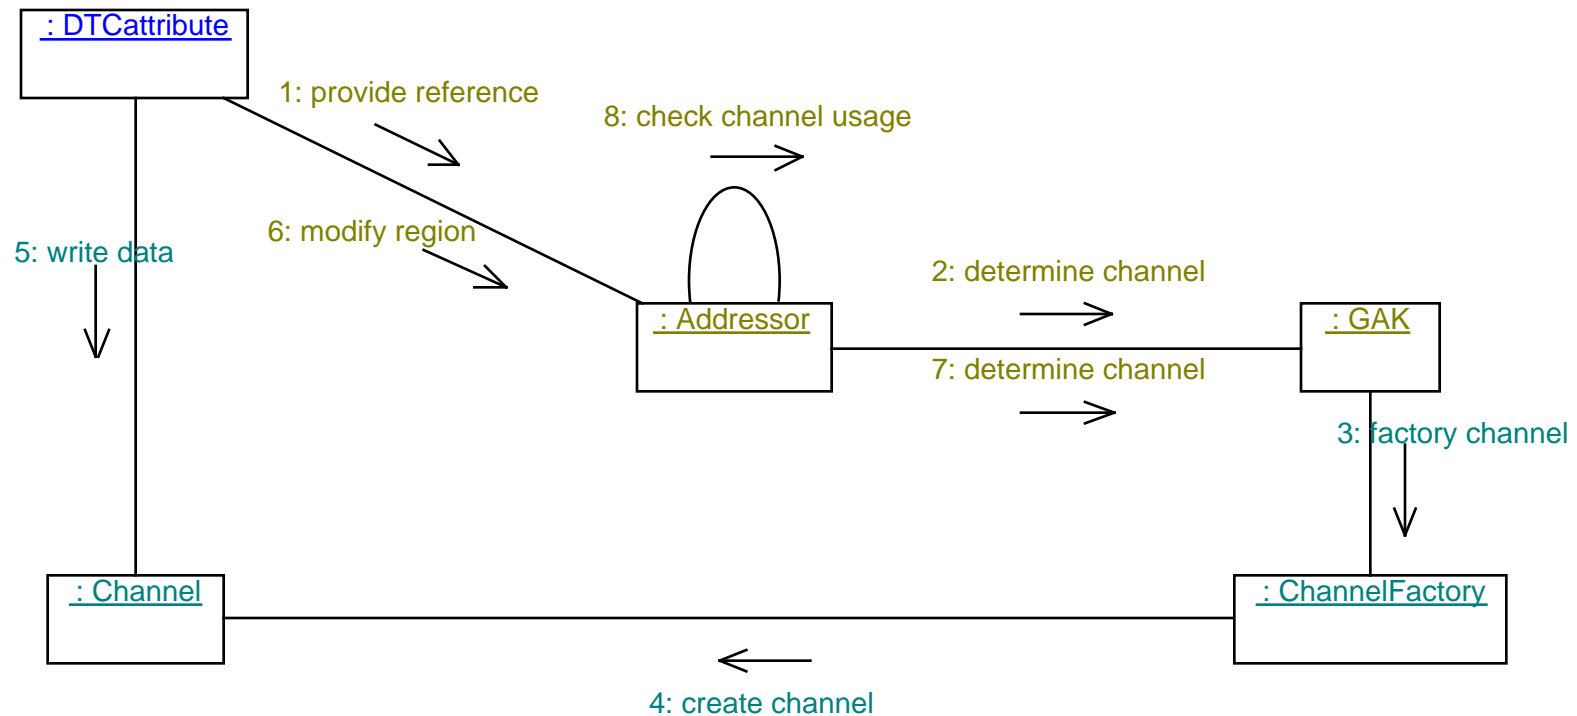 : DTCattribute
1: provide reference
8: check channel usage
6: modify region
5: write data
2: determine channel
: Addressor
: GAK
7: determine channel
3: factory channel
: Channel
: ChannelFactory
4: create channel